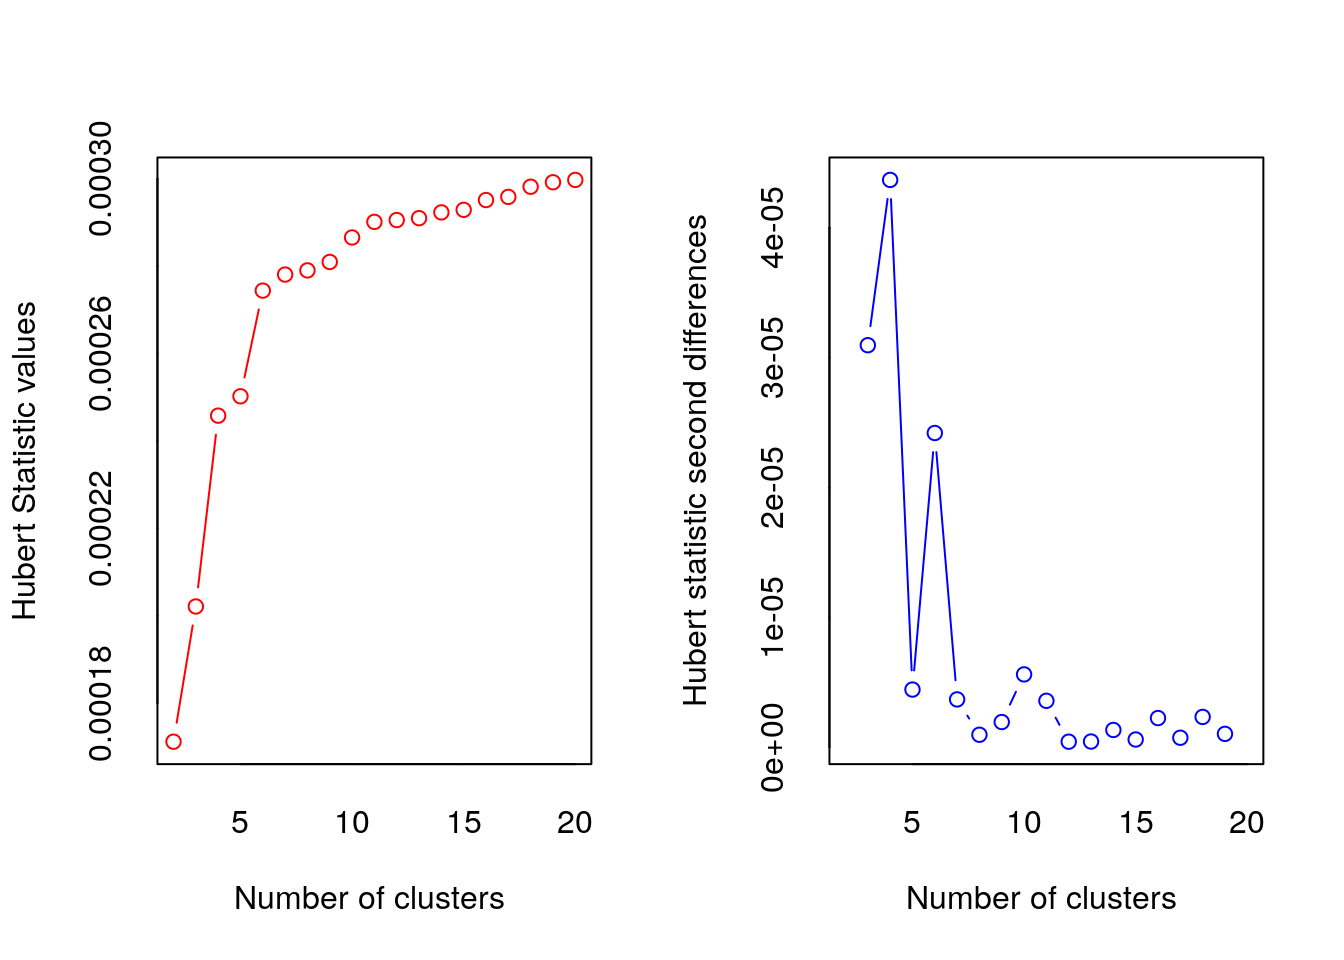 Hubert Statistic values
0.00030
0.00026
0.00022
0.00018
5 10 15 20
Number of clusters
Hubert statistic second differences
4e-05
3e-05
2e-05
1e-05
0e+00
5 10 15 20
Number of clusters